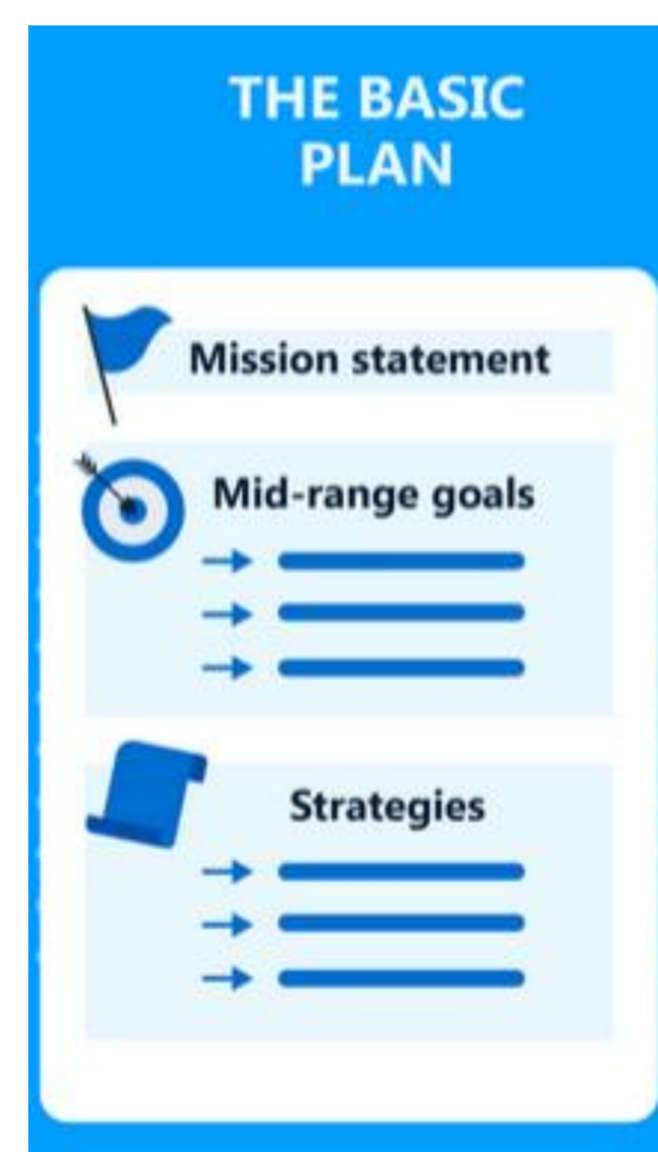 THE BASIC
PLAN
Mission statement
Mid-range goals
Strategies